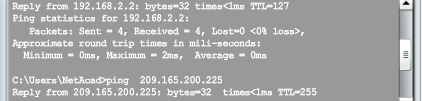 Reply from 192.168.2.2: bytes=32 times<1ms TTL=127
Ping statistics for 192.168.2.2:
Packets: Sent = 4, Received = 4, Lost=0 <0% loss>,
Approximate round trip times in mili-seconds:
Minimum = 0ms, Maximum = 2ms,  Average = 0ms
C:\Users\NetAcad>ping  209.165.200.225
Reply from 209.165.200.225: bytes=32  times<1ms TTL=255